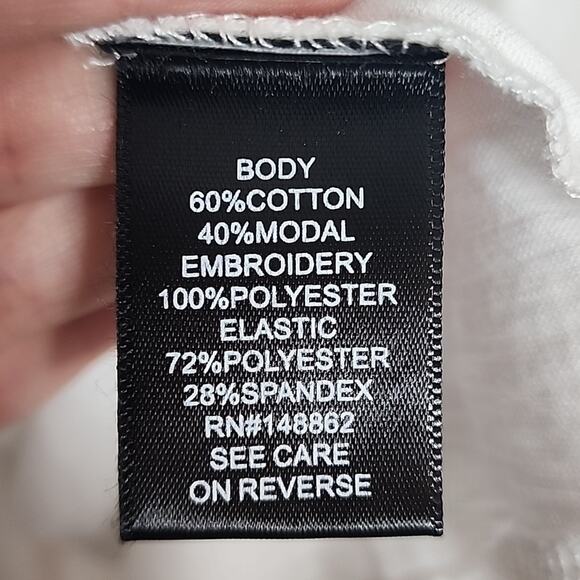 BODY
60%COTTON
40%MODAL
EMBROIDERY
100%POLYESTER
ELASTIC
72%POLYESTER
28%SPANDEX
RN#148862
SEE CARE
ON REVERSE